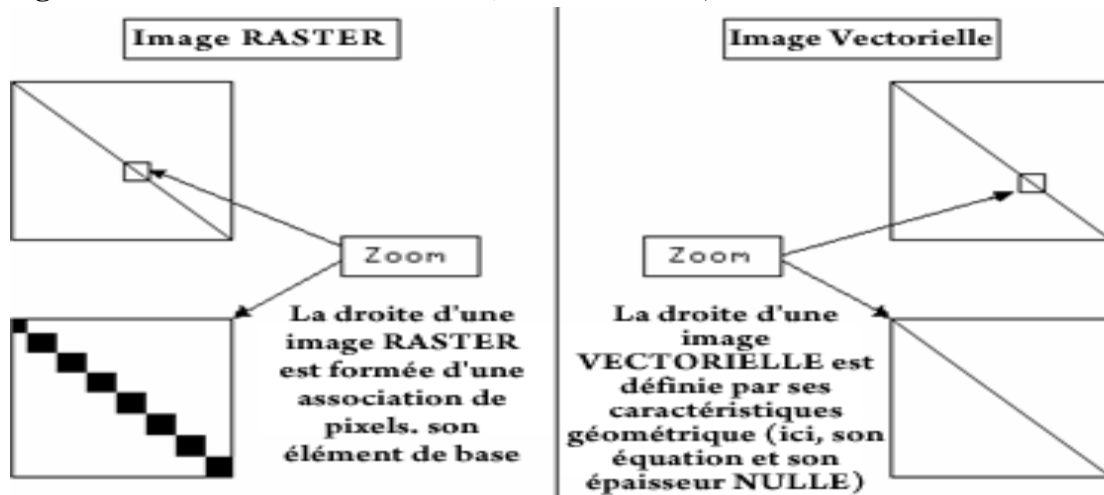 Image RASTER
Zoom
La droite d'une
image RASTER
est formée d'une
association de
pixels. son
élément de base
Image Vectorielle
Zoom
La droite d'une
image
VECTORIELLE est
définie par ses
caractéristiques
géométrique (ici, son
équation et son
épaisseur NULLE)